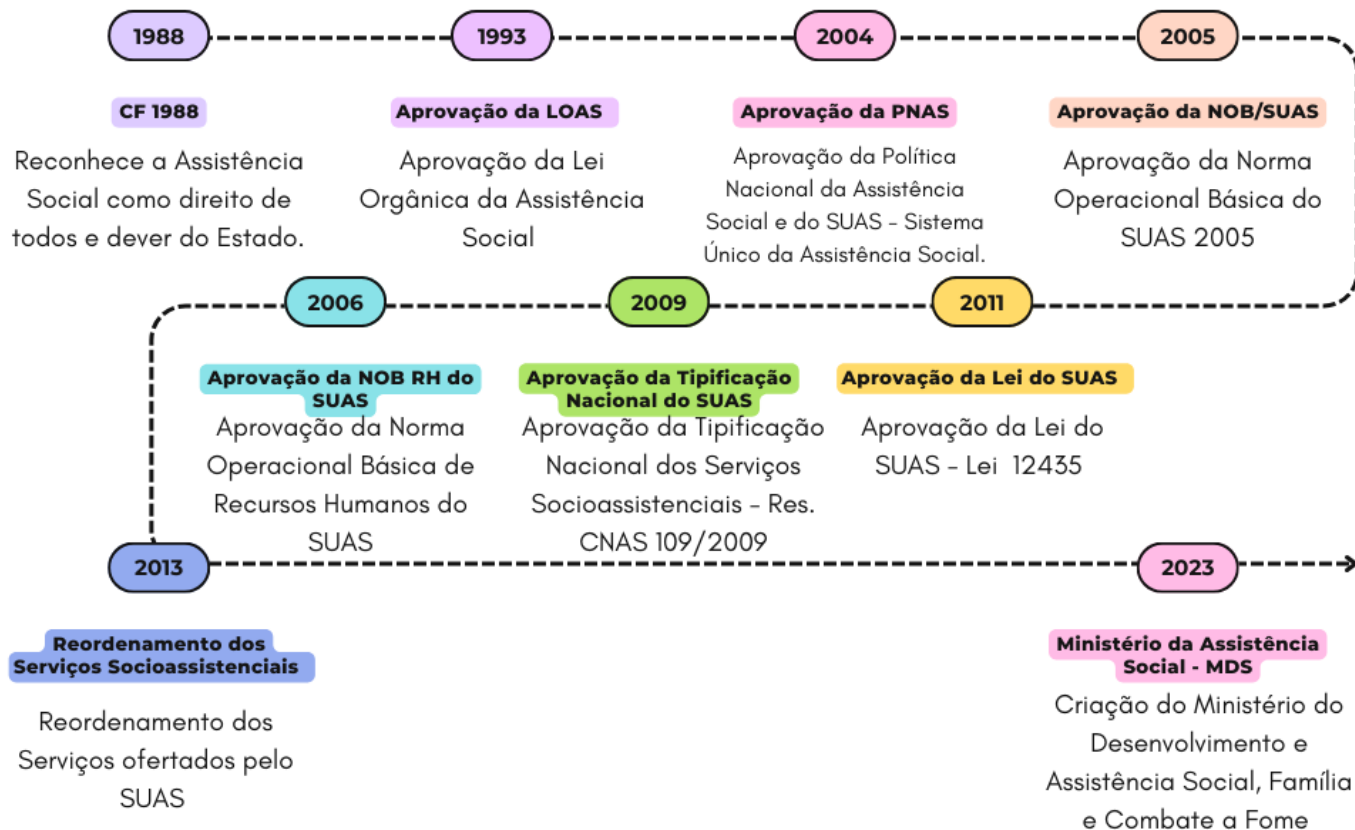 1988
1993
2004
2005
CF 1988
Reconhece a Assistência
Social como direito de
todos e dever do Estado.
Aprovação da LOAS
Aprovação da Lei
Orgânica da Assistência
Social
Aprovação da PNAS
Aprovação da Política
Nacional da Assistência
Social e do SUAS - Sistema
Único da Assistência Social.
Aprovação da NOB/SUAS
Aprovação da Norma
Operacional Básica do
SUAS 2005
2006
2009
2011
Aprovação da NOB RH do
SUAS
Aprovação da Norma
Operacional Básica de
Recursos Humanos do
SUAS
Aprovação da Tipificação
Nacional do SUAS
Aprovação da Tipificação
Nacional dos Serviços
Socioassistenciais - Res.
CNAS 109/2009
Aprovação da Lei do SUAS
Aprovação da Lei do
SUAS - Lei 12435
2013
2023
Reordenamento dos
Serviços Socioassistenciais
Reordenamento dos
Serviços ofertados pelo
SUAS
Ministério da Assistência
Social - MDS
Criação do Ministério do
Desenvolvimento e
Assistência Social, Família
e Combate a Fome